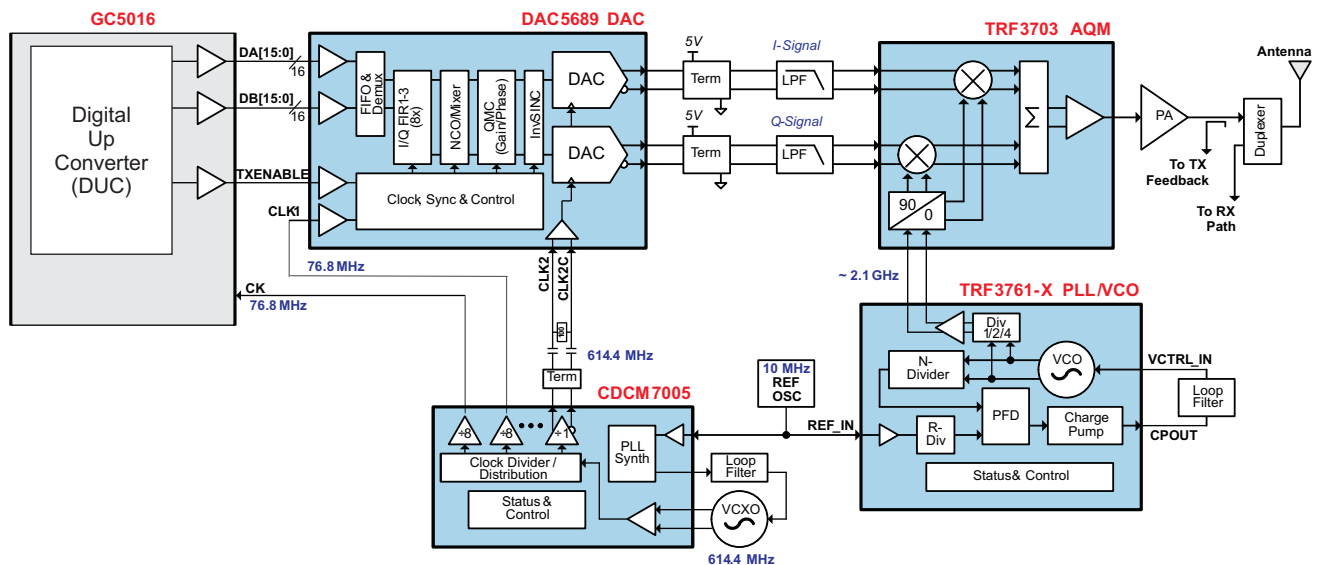 GC5016
Digital
Up
Converter
(DUC)
DA[15:0]
16
DB[15:0]
16
TXENABLE
CLK1
76.8 MHz
CK
76.8 MHz
DAC5689 DAC
FIFO &
Demux
I/Q FIR1-3
(8x)
NCO/Mixer
QMC
(Gain/Phase)
InvSINC
DAC
DAC
Clock, Sync & Control
CLK2
CLK2C
100
614.4 MHz
Term
5V
Term
I-Signal
LPF
5V
Term
Q-Signal
LPF
TRF3703 AQM
Σ
90
0
PA
Duplexer
Antenna
To TX
Feedback
To RX
Path
~ 2.1 GHz
TRF3761-X PLL/VCO
Div
1/2/4
N-
Divider
VCO
VCTRL_IN
Loop
Filter
PFD
R-
Div
Charge
Pump
CPOUT
REF_IN
Status& Control
10 MHz
REF
OSC
CDCM7005
÷8
÷8
÷1
PLL
Synth
Clock Divider /
Distribution
Loop
Filter
Status &
Control
VCXO
614.4 MHz